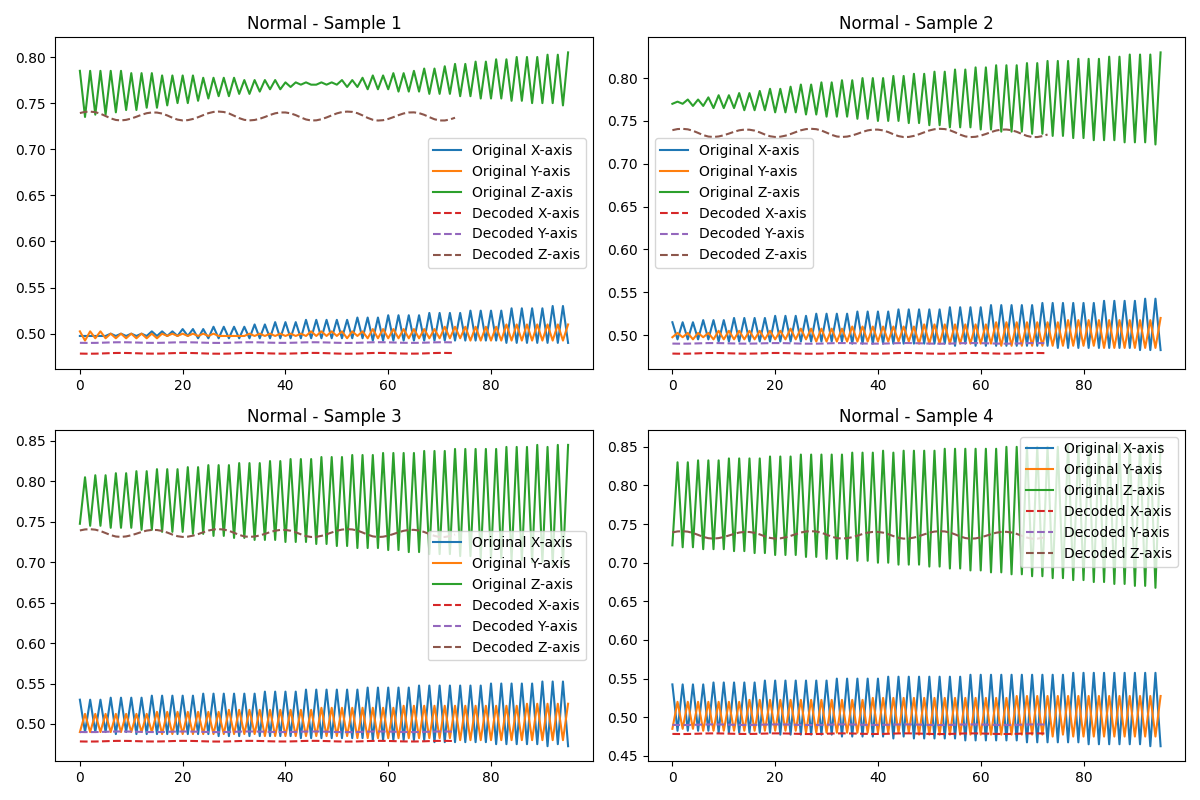 Normal - Sample 1
0.80
0.75
0.70
0.65
0.60
0.55
0.50
0 20 40 60 80
Original X-axis
Original Y-axis
Original Z-axis
Decoded X-axis
Decoded Y-axis
Decoded Z-axis
Normal - Sample 2
0.80
0.75
0.70
0.65
0.60
0.55
0.50
0 20 40 60 80
Original X-axis
Original Y-axis
Original Z-axis
Decoded X-axis
Decoded Y-axis
Decoded Z-axis
Normal - Sample 3
0.85
0.80
0.75
0.70
0.65
0.60
0.55
0.50
0 20 40 60 80
Original X-axis
Original Y-axis
Original Z-axis
Decoded X-axis
Decoded Y-axis
Decoded Z-axis
Normal - Sample 4
0.85
0.80
0.75
0.70
0.65
0.60
0.55
0.50
0.45
0 20 40 60 80
Original X-axis
Original Y-axis
Original Z-axis
Decoded X-axis
Decoded Y-axis
Decoded Z-axis